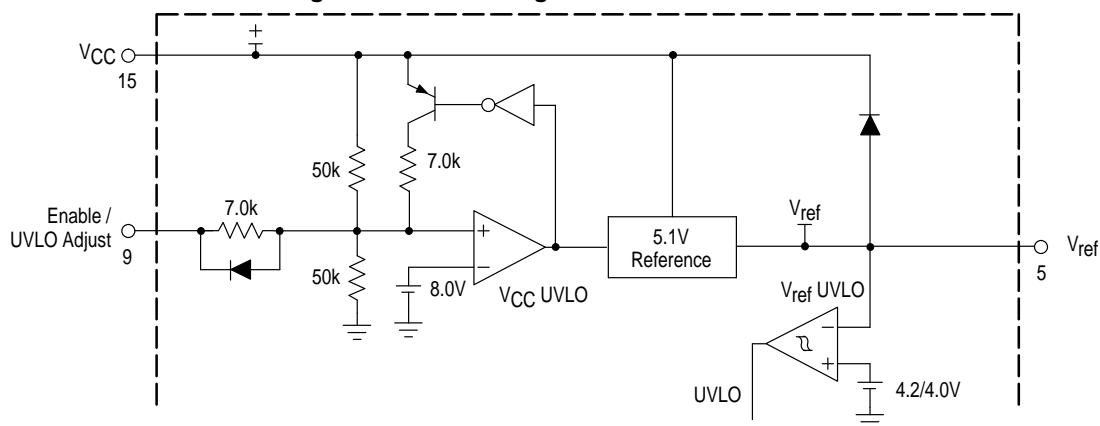 +
VCC
15
50k
7.0k
Enable /
UVLO Adjust
9
7.0k
50k
+
–
8.0V
VCC UVLO
5.1V
Reference
Vref
Vref
5
Vref UVLO
–
+
UVLO
4.2/4.0V